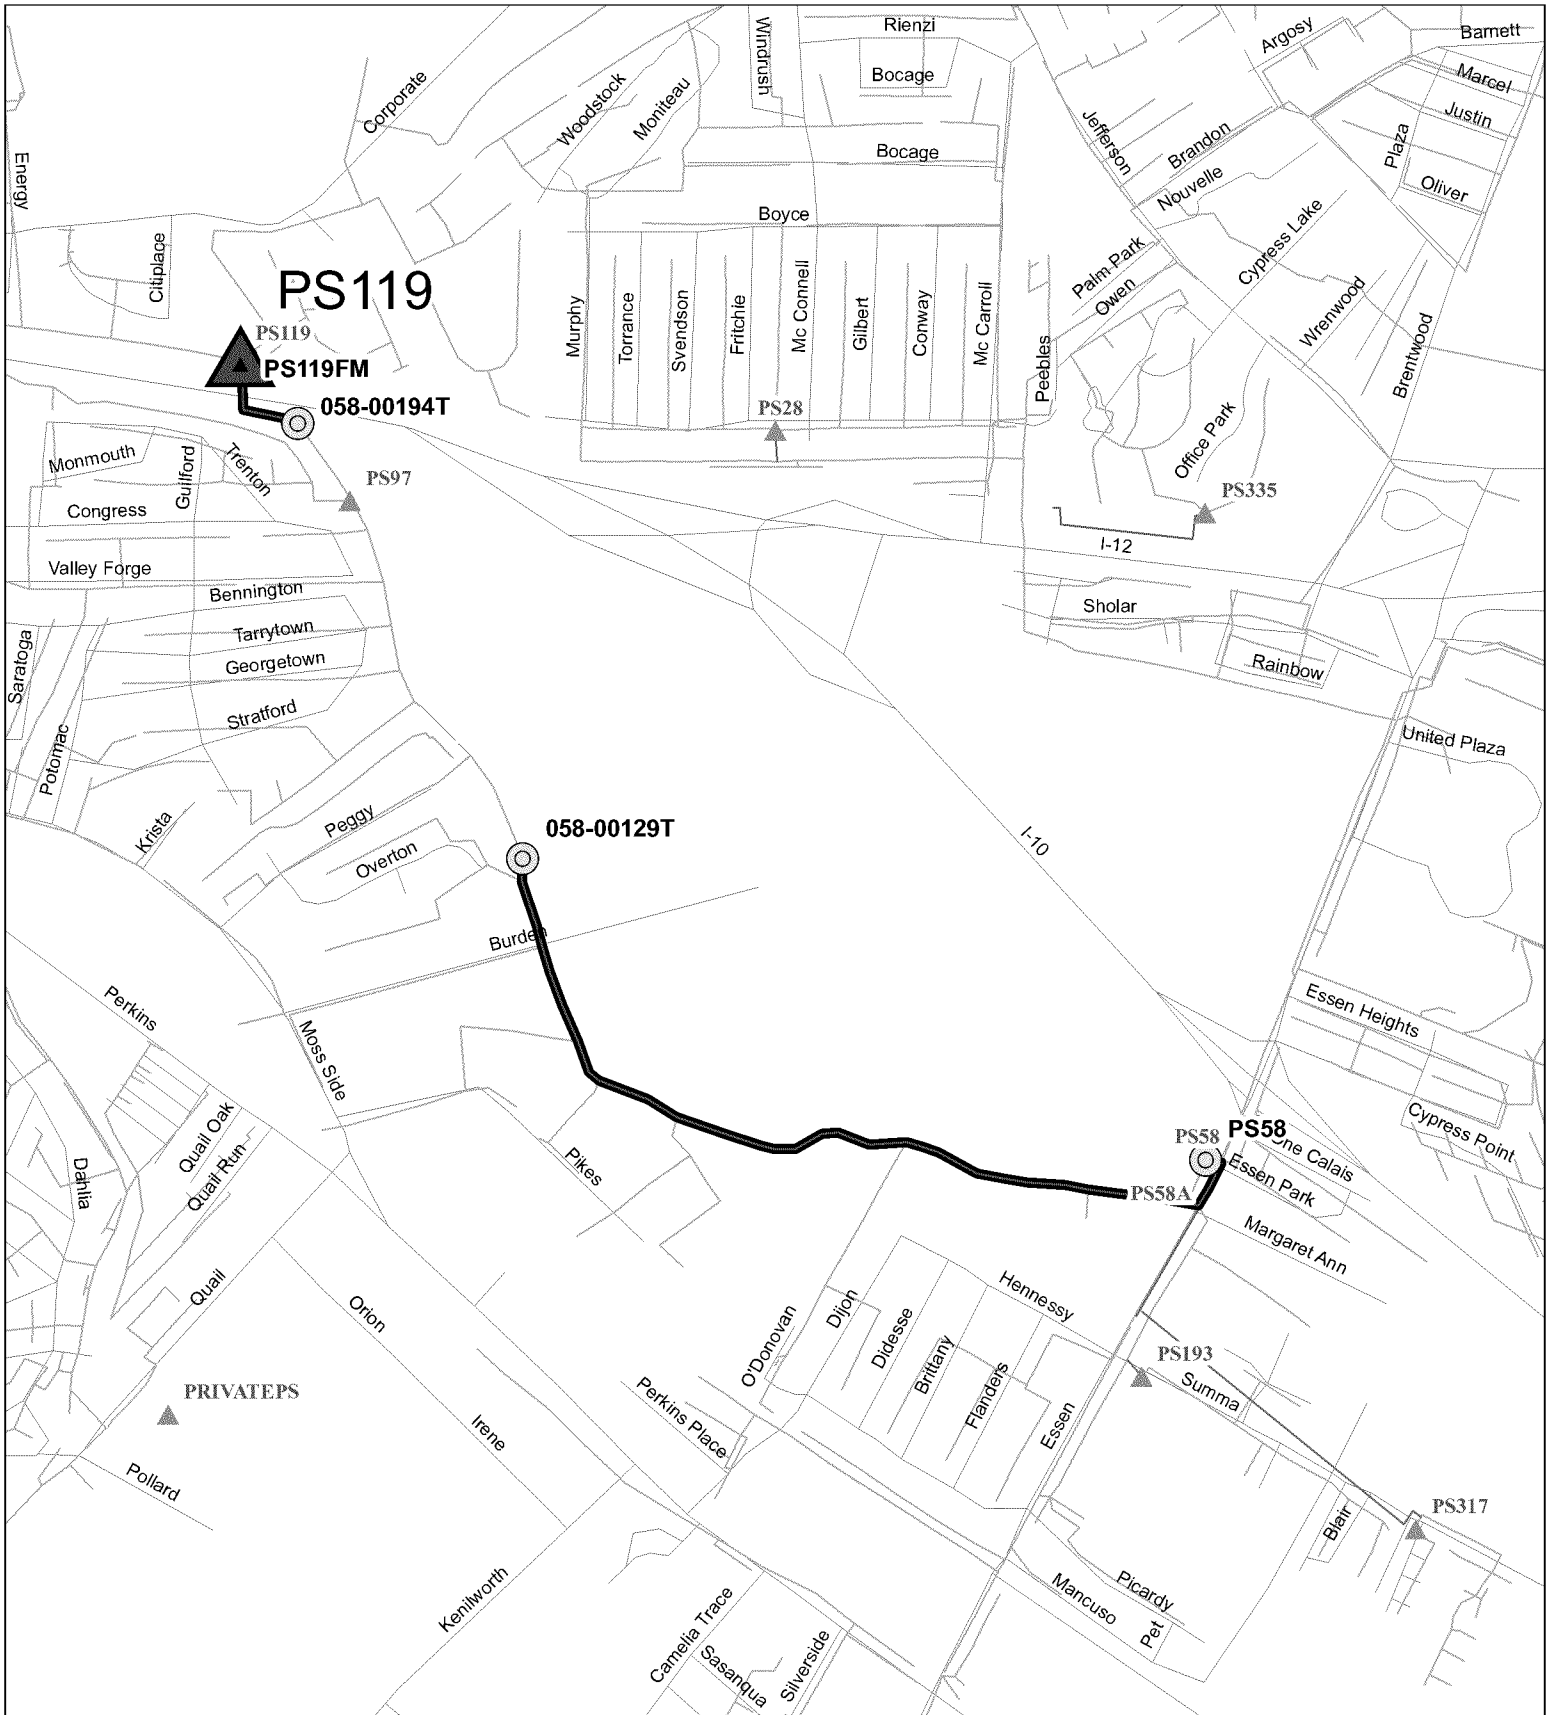 Rienzi
Argosy
Barnett
Windrush
Bocage
Marcel
Corporate
Woodstock
Moniteau
Justin
Jefferson
Brandon
Plaza
Bocage
Energy
Nouvelle
Oliver
Boyce
Cypress Lake
Citiplace
Palm Park
Owen
PS119
PS119
PS119FM
Murphy
Torrance
Svendson
Fritchie
Mc Connell
Gilbert
Conway
Mc Carroll
Peebles
Wrenwood
Brentwood
058-00194T
PS28
Office Park
Monmouth
Guilford
Trenton
PS97
PS335
Congress
I-12
Valley Forge
Bennington
Sholar
Tarrytown
Saratoga
Georgetown
Rainbow
Stratford
Potomac
United Plaza
Krista
Peggy
058-00129T
I-10
Overton
Burden
Perkins
Essen Heights
Moss Side
Quail Oak
Cypress Point
PS58
PS58
One Calais
Quail Run
Dahlia
Pikes
Essen Park
PS58A
Margaret Ann
Quail
Orion
Hennessy
O'Donovan
Dijon
Didesse
Brittany
Flanders
PS193
Summa
PRIVATEPS
Perkins Place
Irene
Essen
Pollard
Blair
PS317
Kenilworth
Mancuso
Picardy
Pet
Camelia Trace
Sasanqua
Silverside